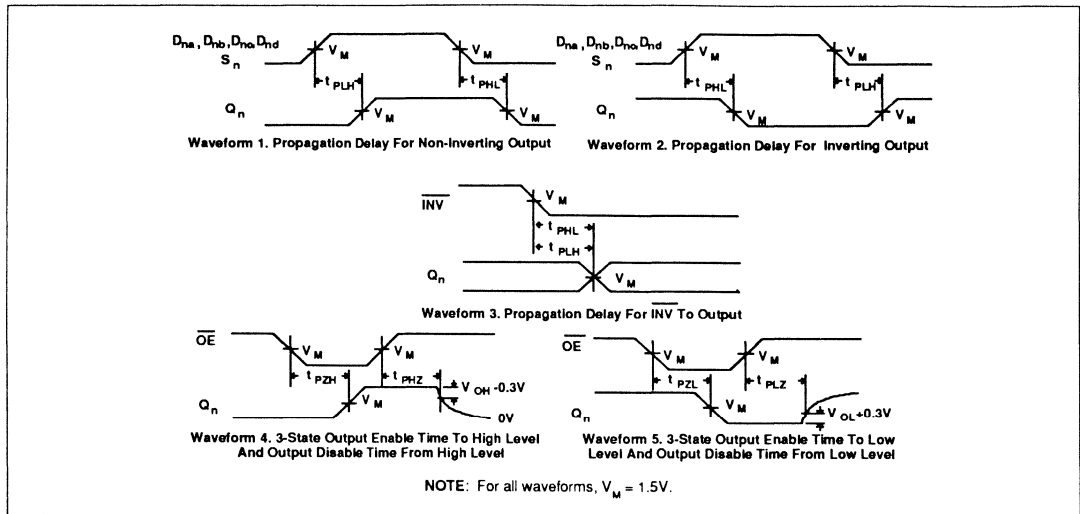 Dna, Dnb, Dnc, Dnd
Sn
VM
VM
tPLH
tPHL
Qn
VM
VM
Waveform 1. Propagation Delay For Non-Inverting Output
Dna, Dnb, Dnc, Dnd
Sn
VM
VM
tPHL
tPLH
Qn
VM
VM
Waveform 2. Propagation Delay For Inverting Output
INV
VM
tPHL
tPLH
Qn
VM
Waveform 3. Propagation Delay For INV To Output
OE
VM
VM
tPZH
tPHZ
VOH -0.3V
Qn
VM
0V
Waveform 4. 3-State Output Enable Time To High Level
And Output Disable Time From High Level
OE
VM
VM
tPZL
tPLZ
Qn
VM
VOL+0.3V
Waveform 5. 3-State Output Enable Time To Low
Level And Output Disable Time From Low Level
NOTE: For all waveforms, VM = 1.5V.